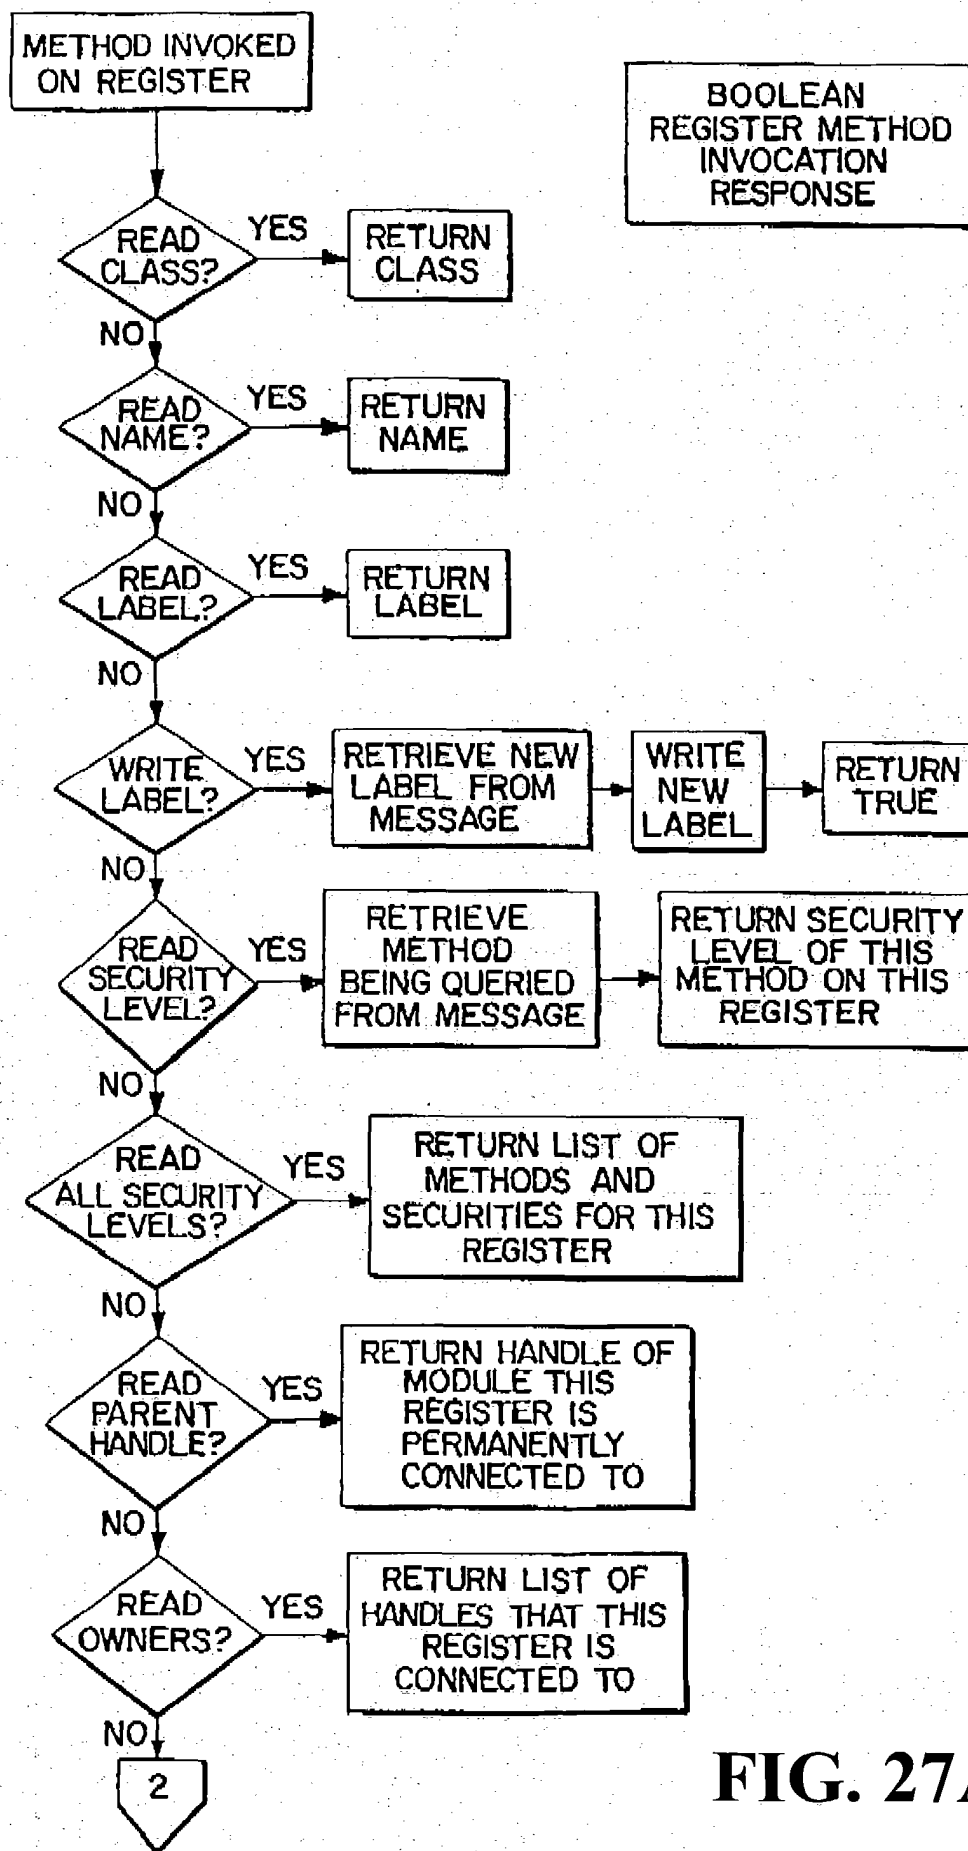 METHOD INVOKED
ON REGISTER
BOOLEAN
REGISTER METHOD
INVOCATION
RESPONSE
READ
CLASS?
YES
RETURN
CLASS
NO
READ
NAME?
YES
RETURN
NAME
NO
READ
LABEL?
YES
RETURN
LABEL
NO
WRITE
LABEL?
YES
RETRIEVE NEW
LABEL FROM
MESSAGE
WRITE
NEW
LABEL
RETURN
TRUE
NO
READ
SECURITY
LEVEL?
YES
RETRIEVE
METHOD
BEING QUERIED
FROM MESSAGE
RETURN SECURITY
LEVEL OF THIS
METHOD ON THIS
REGISTER
NO
READ
ALL SECURITY
LEVELS?
YES
RETURN LIST OF
METHODS AND
SECURITIES FOR THIS
REGISTER
NO
READ
PARENT
HANDLE?
YES
RETURN HANDLE OF
MODULE THIS
REGISTER IS
PERMANENTLY
CONNECTED TO
NO
READ
OWNERS?
YES
RETURN LIST OF
HANDLES THAT THIS
REGISTER IS
CONNECTED TO
NO
2
FIG. 27A